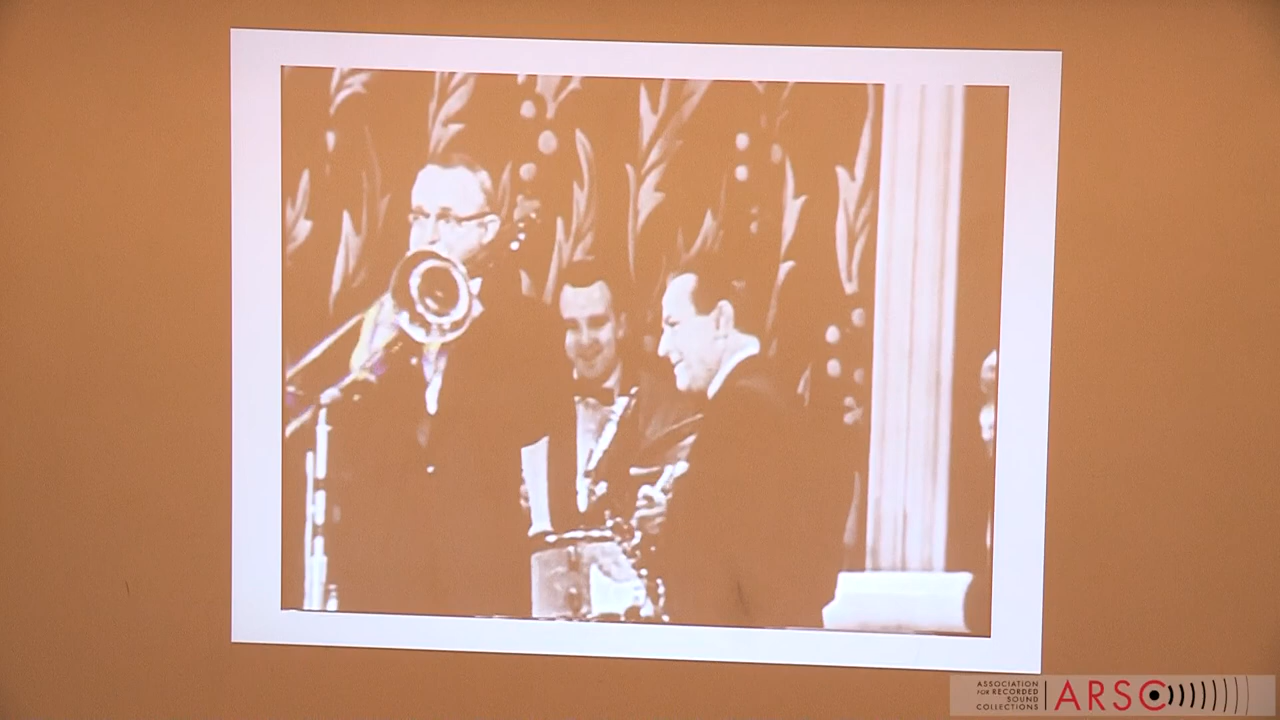 ASSOCIATION
FOR RECORDED
SOUND
COLLECTIONS
ARSC